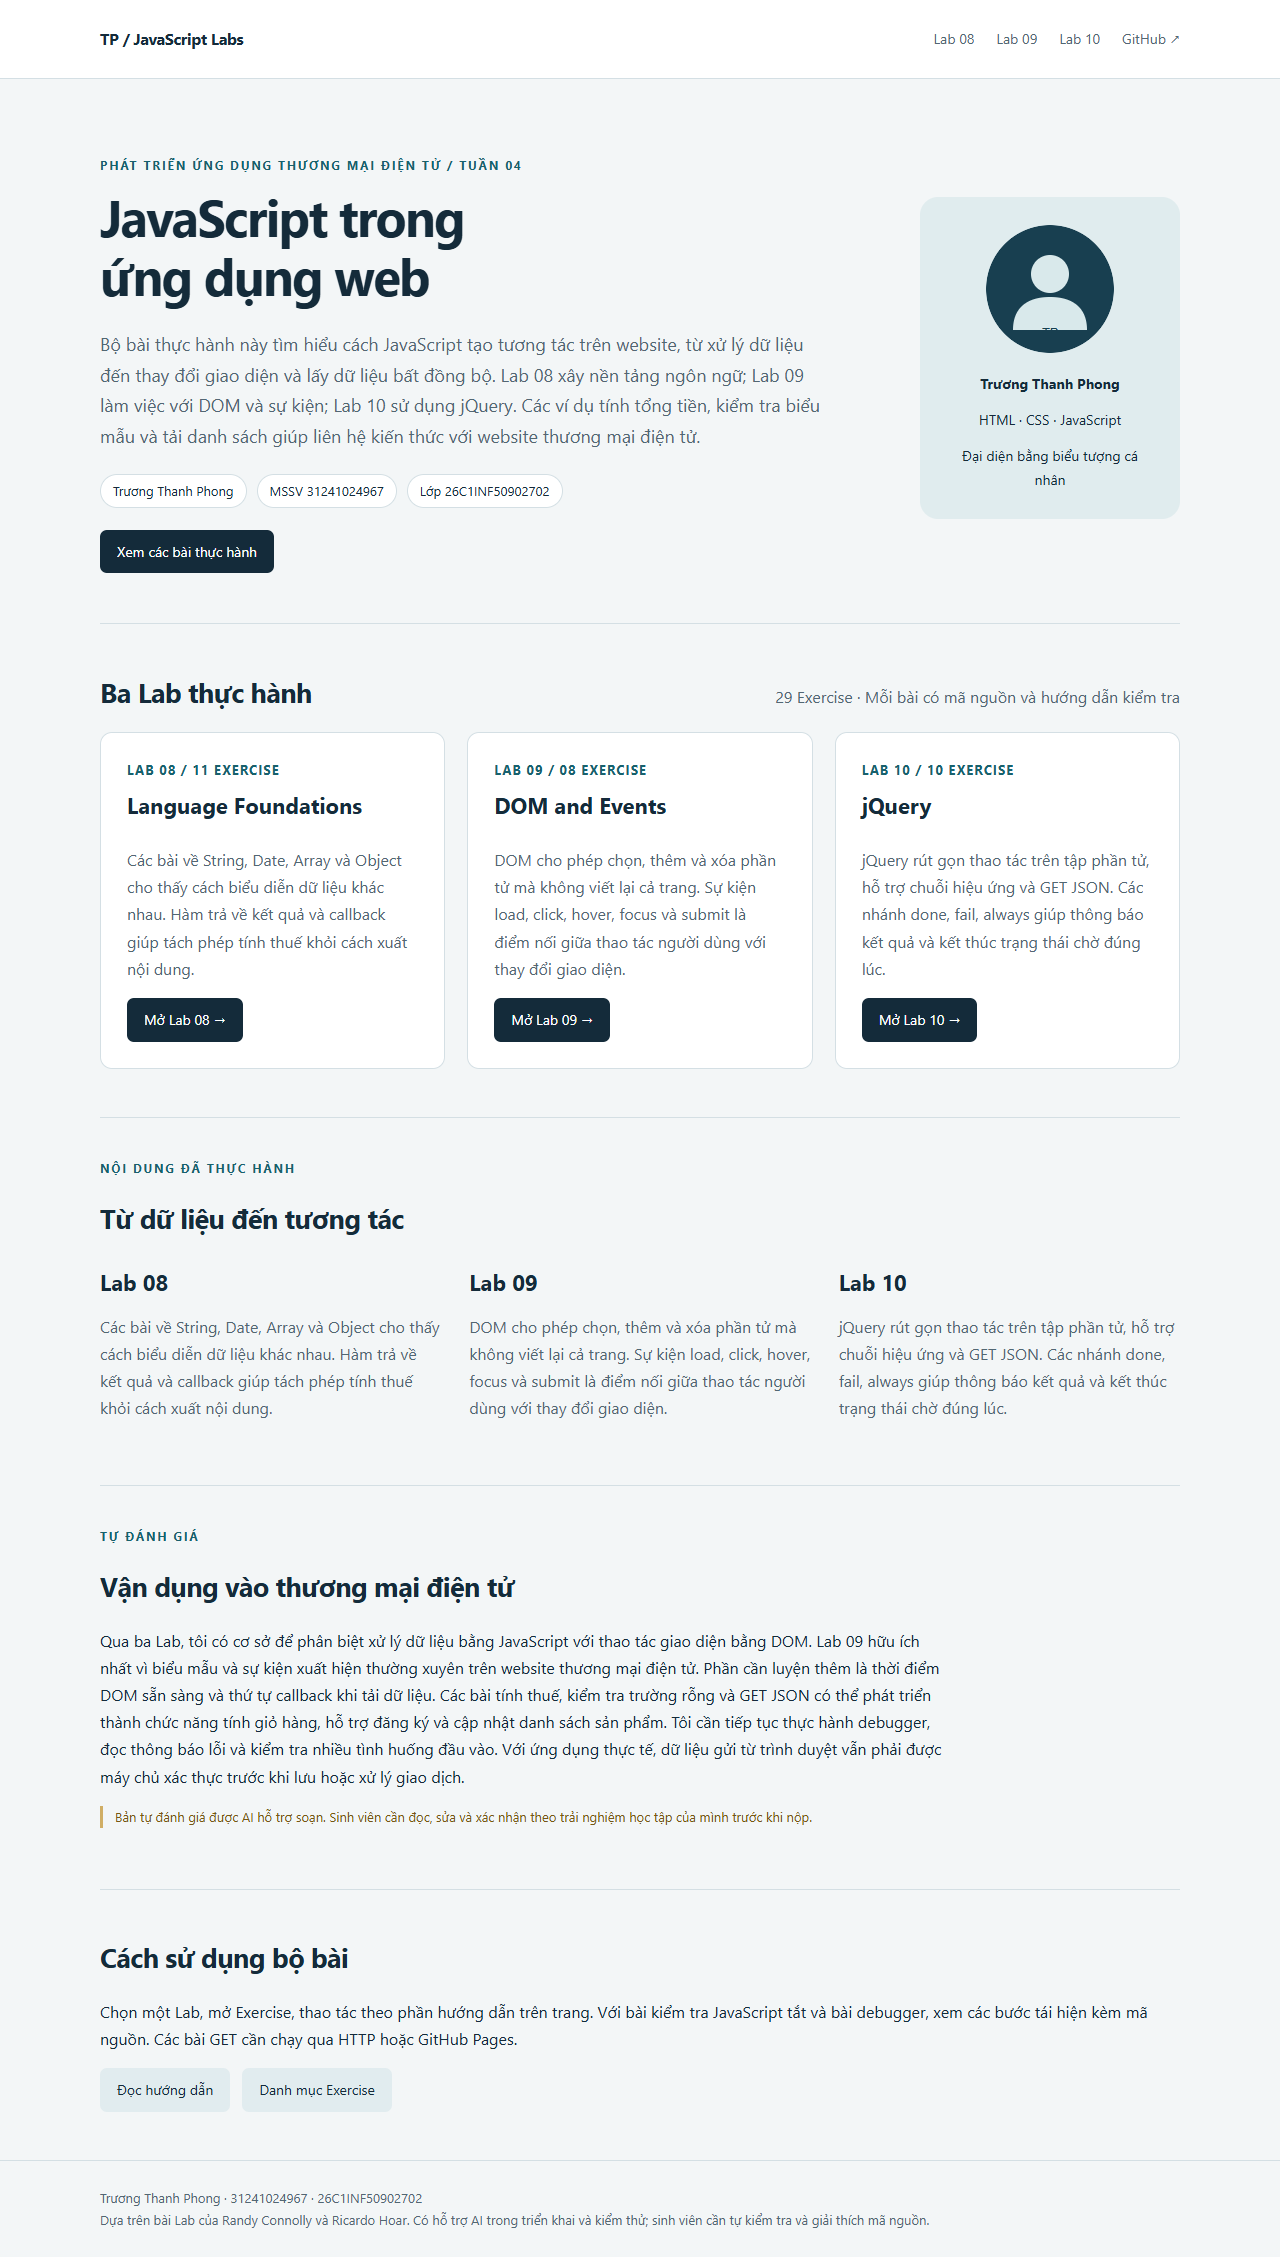 TP / JavaScript Labs
Lab 08 Lab 09 Lab 10 GitHub ↗
PHÁT TRIỂN ỨNG DỤNG THƯƠNG MẠI ĐIỆN TỬ / TUẦN 04
JavaScript trong
ứng dụng web
Bộ bài thực hành này tìm hiểu cách JavaScript tạo tương tác trên website, từ xử lý dữ liệu
đến thay đổi giao diện và lấy dữ liệu bất đồng bộ. Lab 08 xây nền tảng ngôn ngữ; Lab 09
làm việc với DOM và sự kiện; Lab 10 sử dụng jQuery. Các ví dụ tính tổng tiền, kiểm tra biểu
mẫu và tải danh sách giúp liên hệ kiến thức với website thương mại điện tử.
Trương Thanh Phong
MSSV 31241024967
Lớp 26C1INF50902702
Xem các bài thực hành
Trương Thanh Phong
HTML · CSS · JavaScript
Đại diện bằng biểu tượng cá
nhân
Ba Lab thực hành
29 Exercise · Mỗi bài có mã nguồn và hướng dẫn kiểm tra
LAB 08 / 11 EXERCISE
Language Foundations
Các bài về String, Date, Array và Object
cho thấy cách biểu diễn dữ liệu khác
nhau. Hàm trả về kết quả và callback
giúp tách phép tính thuế khỏi cách xuất
nội dung.
Mở Lab 08 →
LAB 09 / 08 EXERCISE
DOM and Events
DOM cho phép chọn, thêm và xóa phần
tử mà không viết lại cả trang. Sự kiện
load, click, hover, focus và submit là
điểm nối giữa thao tác người dùng với
thay đổi giao diện.
Mở Lab 09 →
LAB 10 / 10 EXERCISE
jQuery
jQuery rút gọn thao tác trên tập phần tử,
hỗ trợ chuỗi hiệu ứng và GET JSON. Các
nhánh done, fail, always giúp thông báo
kết quả và kết thúc trạng thái chờ đúng
lúc.
Mở Lab 10 →
NỘI DUNG ĐÃ THỰC HÀNH
Từ dữ liệu đến tương tác
Lab 08
Các bài về String, Date, Array và Object cho thấy
cách biểu diễn dữ liệu khác nhau. Hàm trả về
kết quả và callback giúp tách phép tính thuế
khỏi cách xuất nội dung.
Lab 09
DOM cho phép chọn, thêm và xóa phần tử mà
không viết lại cả trang. Sự kiện load, click, hover,
focus và submit là điểm nối giữa thao tác người
dùng với thay đổi giao diện.
Lab 10
jQuery rút gọn thao tác trên tập phần tử, hỗ trợ
chuỗi hiệu ứng và GET JSON. Các nhánh done,
fail, always giúp thông báo kết quả và kết thúc
trạng thái chờ đúng lúc.
TỰ ĐÁNH GIÁ
Vận dụng vào thương mại điện tử
Qua ba Lab, tôi có cơ sở để phân biệt xử lý dữ liệu bằng JavaScript với thao tác giao diện bằng DOM. Lab 09 hữu ích
nhất vì biểu mẫu và sự kiện xuất hiện thường xuyên trên website thương mại điện tử. Phần cần luyện thêm là thời điểm
DOM sẵn sàng và thứ tự callback khi tải dữ liệu. Các bài tính thuế, kiểm tra trường rỗng và GET JSON có thể phát triển
thành chức năng tính giỏ hàng, hỗ trợ đăng ký và cập nhật danh sách sản phẩm. Tôi cần tiếp tục thực hành debugger,
đọc thông báo lỗi và kiểm tra nhiều tình huống đầu vào. Với ứng dụng thực tế, dữ liệu gửi từ trình duyệt vẫn phải được
máy chủ xác thực trước khi lưu hoặc xử lý giao dịch.
Bản tự đánh giá được AI hỗ trợ soạn. Sinh viên cần đọc, sửa và xác nhận theo trải nghiệm học tập của mình trước khi nộp.
Cách sử dụng bộ bài
Chọn một Lab, mở Exercise, thao tác theo phần hướng dẫn trên trang. Với bài kiểm tra JavaScript tắt và bài debugger, xem các bước tái hiện kèm mã
nguồn. Các bài GET cần chạy qua HTTP hoặc GitHub Pages.
Đọc hướng dẫn
Danh mục Exercise
Trương Thanh Phong · 31241024967 · 26C1INF50902702
Dựa trên bài Lab của Randy Connolly và Ricardo Hoar. Có hỗ trợ AI trong triển khai và kiểm thử; sinh viên cần tự kiểm tra và giải thích mã nguồn.